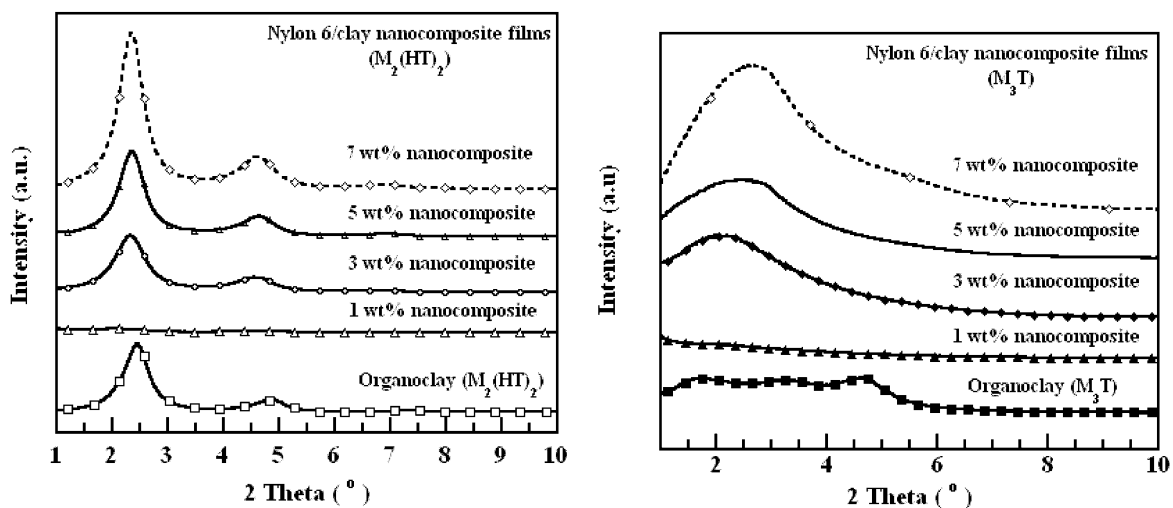 Nylon 6/clay nanocomposite films
(M₂(HT)₂)
7 wt% nanocomposite
5 wt% nanocomposite
3 wt% nanocomposite
1 wt% nanocomposite
Organoclay (M₂(HT)₂)
Intensity (a.u.)
1 2 3 4 5 6 7 8 9 10
2 Theta ( ° )
Nylon 6/clay nanocomposite films
(M₃T)
7 wt% nanocomposite
5 wt% nanocomposite
3 wt% nanocomposite
1 wt% nanocomposite
Organoclay (M₃T)
Intensity (a.u)
2 4 6 8 10
2 Theta ( ° )